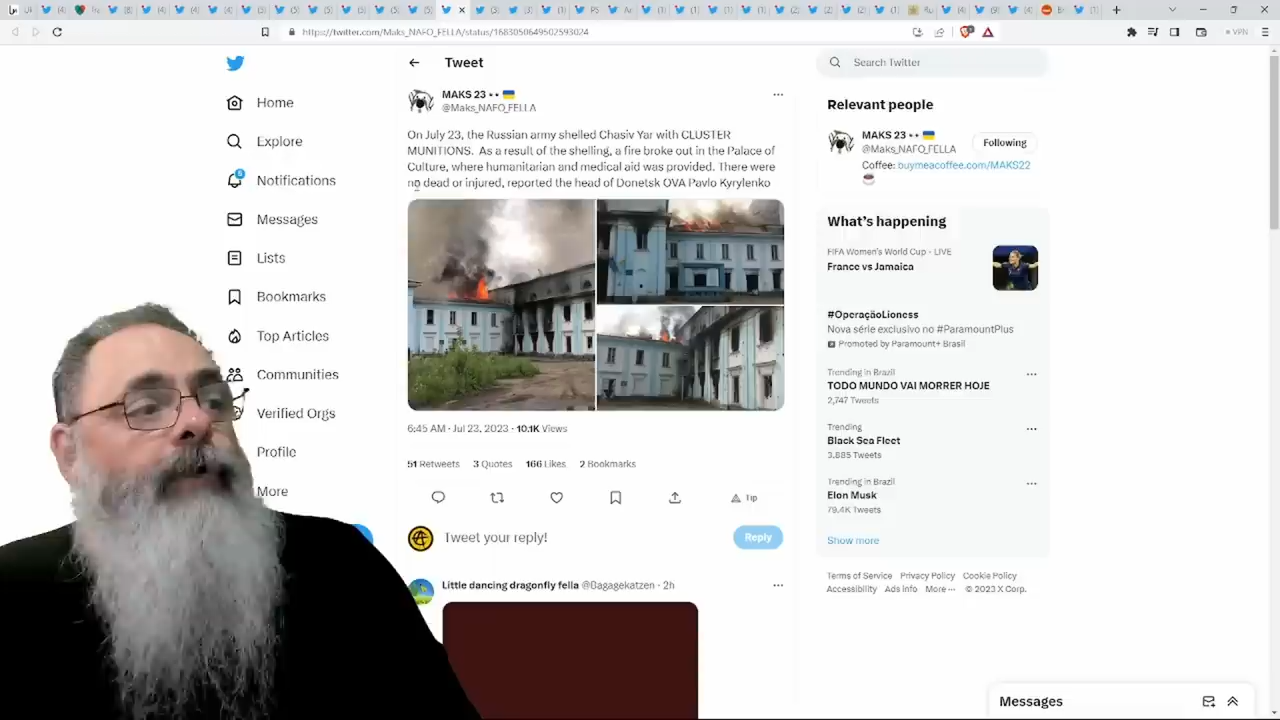 https://twitter.com/Maks_NAFO_FELLA/status/1683050649502593024
VPN
Home
Explore
6
Notifications
Messages
Lists
Bookmarks
Top Articles
Communities
Verified Orgs
Profile
More
Tweet
MAKS 23
@Maks_NAFO_FELLA
On July 23, the Russian army shelled Chasiv Yar with CLUSTER
MUNITIONS. As a result of the shelling, a fire broke out in the Palace of
Culture, where humanitarian and medical aid was provided. There were
no dead or injured, reported the head of Donetsk OVA Pavlo Kyrylenko
6:45 AM · Jul 23, 2023 · 10.1K Views
51 Retweets 3 Quotes 166 Likes 2 Bookmarks
Tip
Tweet your reply!
Reply
Little dancing dragonfly fella @Bagagekatzen · 2h
Search Twitter
Relevant people
MAKS 23
@Maks_NAFO_FELLA
Following
Coffee: buymeacoffee.com/MAKS22
What's happening
FIFA Women's World Cup · LIVE
France vs Jamaica
#OperaçãoLioness
Nova série exclusivo no #ParamountPlus
Promoted by Paramount+ Brasil
Trending in Brazil
TODO MUNDO VAI MORRER HOJE
2,747 Tweets
Trending
Black Sea Fleet
3,885 Tweets
Trending in Brazil
Elon Musk
79.4K Tweets
Show more
Terms of Service Privacy Policy Cookie Policy
Accessibility Ads info More ··· © 2023 X Corp.
Messages